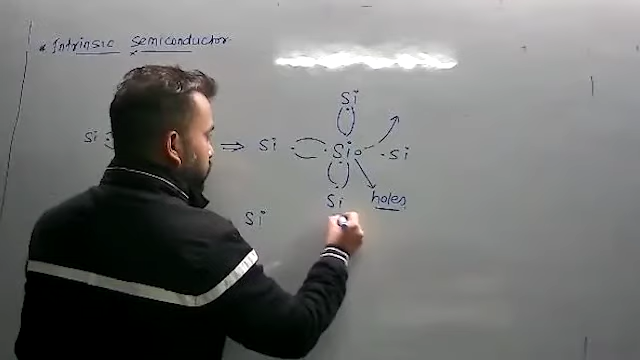 * Intrinsic semiconductor
Si
Si ⇒ Si Si Si
Si holes
Si